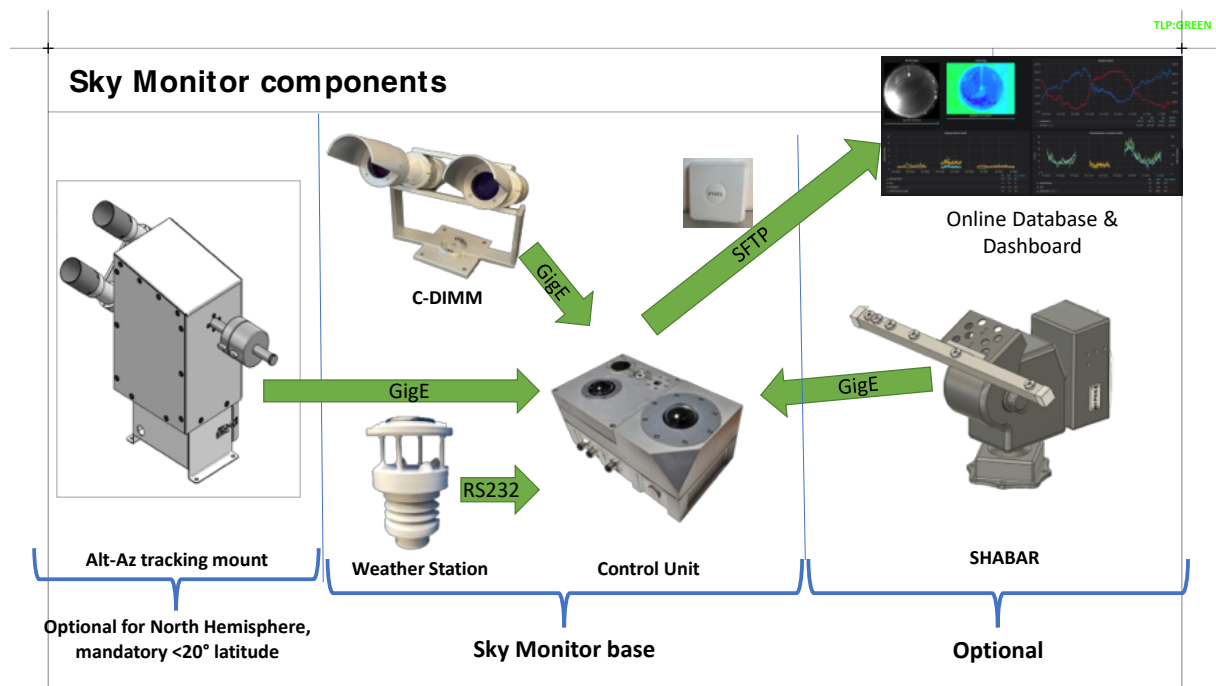 TLP:GREEN
Sky Monitor components
Online Database &
Dashboard
SFTP
GigE
C-DIMM
GigE
GigE
RS232
Alt-Az tracking mount
Weather Station
Control Unit
SHABAR
Optional for North Hemisphere,
mandatory <20° latitude
Sky Monitor base
Optional